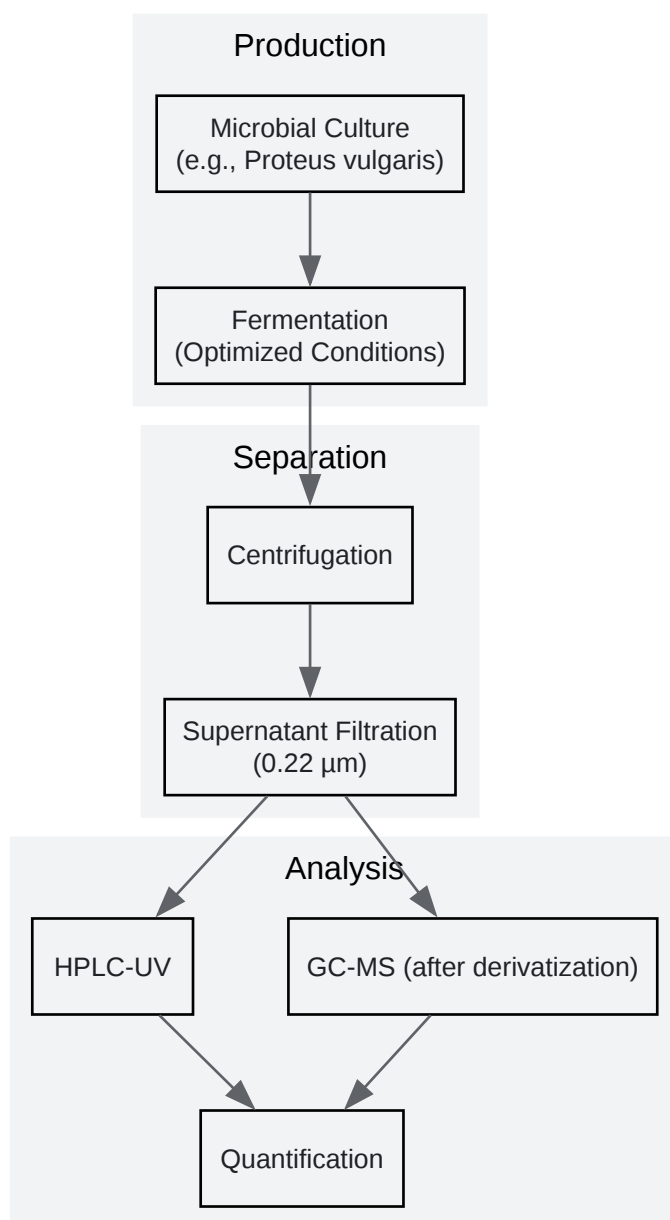 Production
Microbial Culture
(e.g., Proteus vulgaris)
Fermentation
(Optimized Conditions)
Separation
Centrifugation
Supernatant Filtration
(0.22 µm)
Analysis
HPLC-UV
GC-MS (after derivatization)
Quantification